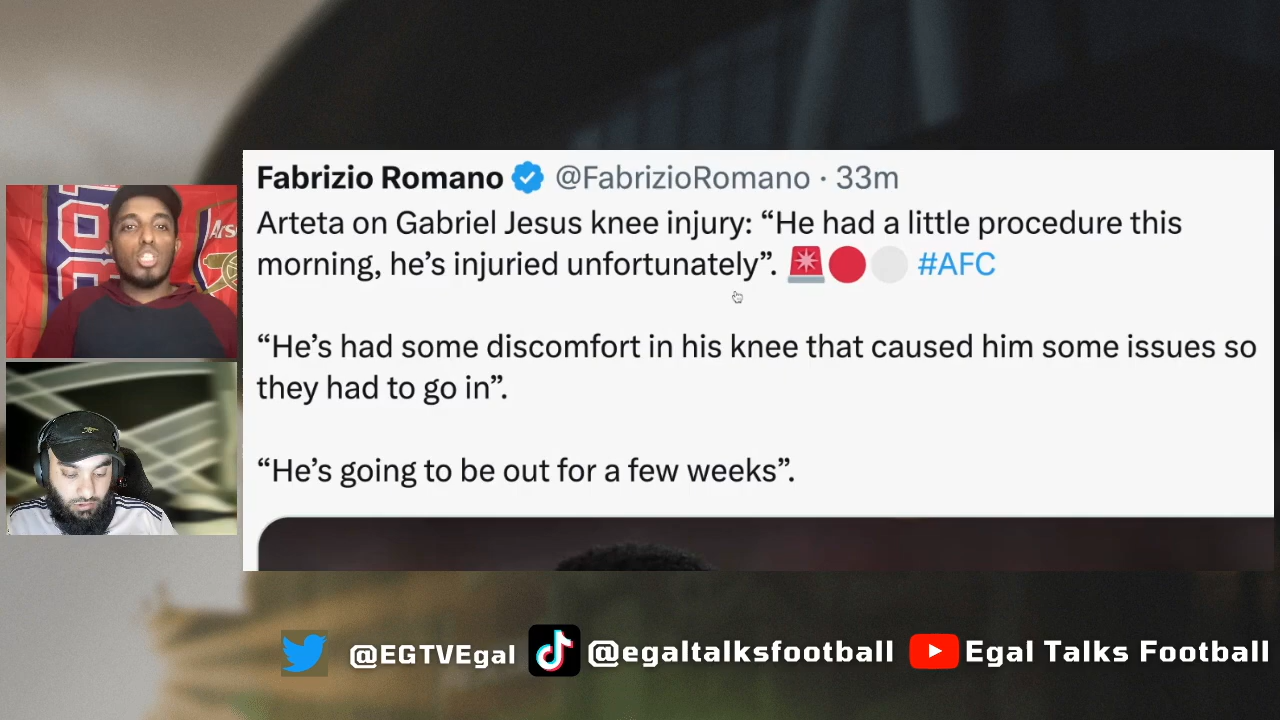 Fabrizio Romano @FabrizioRomano · 33m
Arteta on Gabriel Jesus knee injury: “He had a little procedure this
morning, he’s injuried unfortunately”. 🚨🔴⚪ #AFC
“He’s had some discomfort in his knee that caused him some issues so
they had to go in”.
“He’s going to be out for a few weeks”.
@EGTVEgal @egaltalksfootball Egal Talks Football